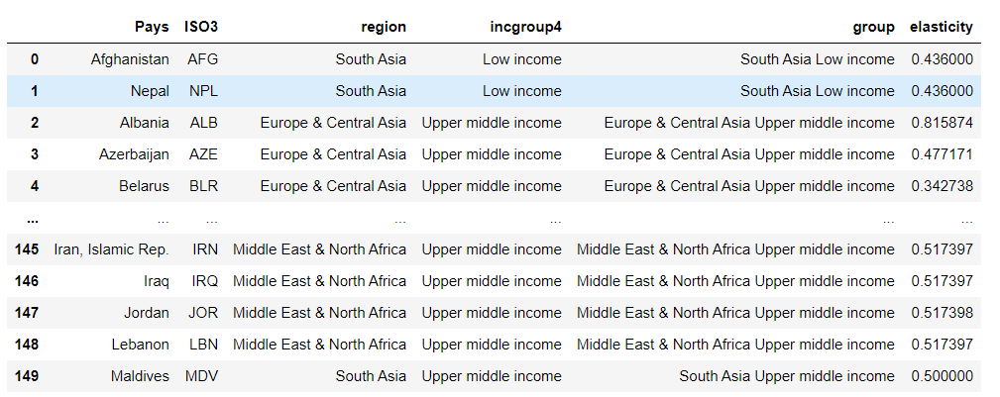 Pays ISO3 region incgroup4 group elasticity
0 Afghanistan AFG South Asia Low income South Asia Low income 0.436000
1 Nepal NPL South Asia Low income South Asia Low income 0.436000
2 Albania ALB Europe & Central Asia Upper middle income Europe & Central Asia Upper middle income 0.815874
3 Azerbaijan AZE Europe & Central Asia Upper middle income Europe & Central Asia Upper middle income 0.477171
4 Belarus BLR Europe & Central Asia Upper middle income Europe & Central Asia Upper middle income 0.342738
... ... ... ... ... ... ...
145 Iran, Islamic Rep. IRN Middle East & North Africa Upper middle income Middle East & North Africa Upper middle income 0.517397
146 Iraq IRQ Middle East & North Africa Upper middle income Middle East & North Africa Upper middle income 0.517397
147 Jordan JOR Middle East & North Africa Upper middle income Middle East & North Africa Upper middle income 0.517398
148 Lebanon LBN Middle East & North Africa Upper middle income Middle East & North Africa Upper middle income 0.517397
149 Maldives MDV South Asia Upper middle income South Asia Upper middle income 0.500000